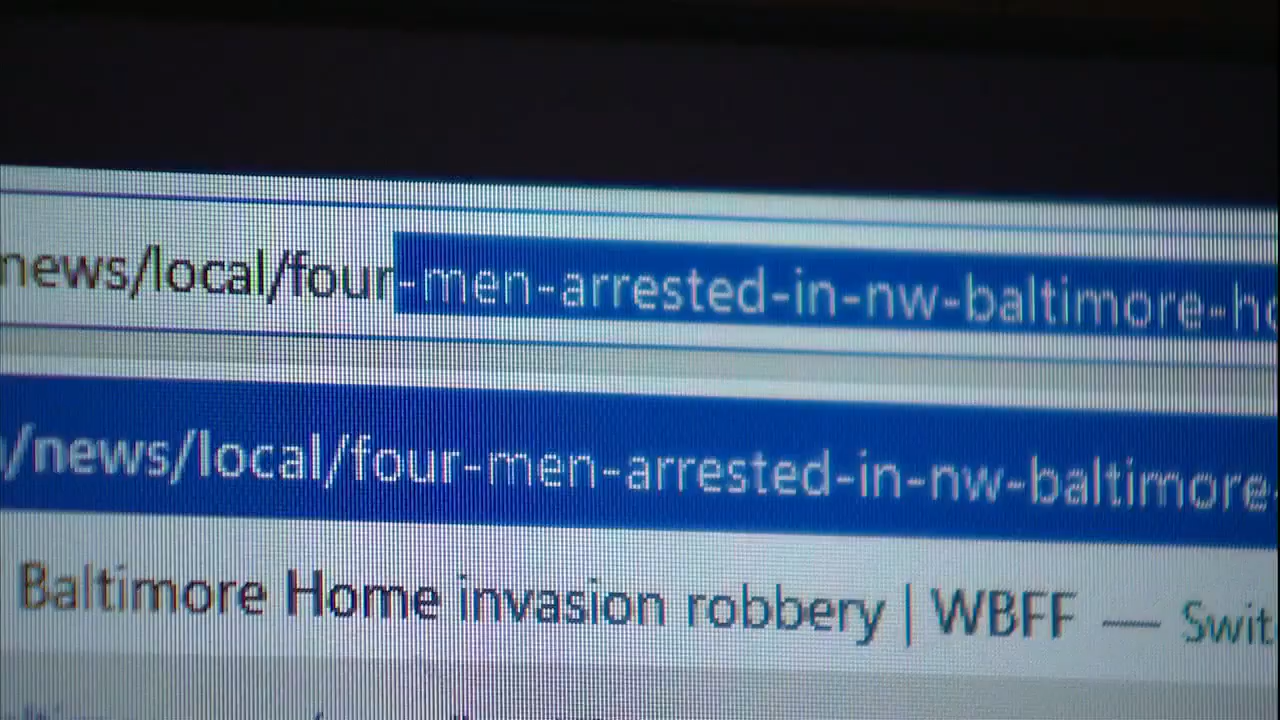 news/local/four-men-arrested-in-nw-baltimore-ho
/news/local/four-men-arrested-in-nw-baltimore-
Baltimore Home invasion robbery | WBFF — Swit